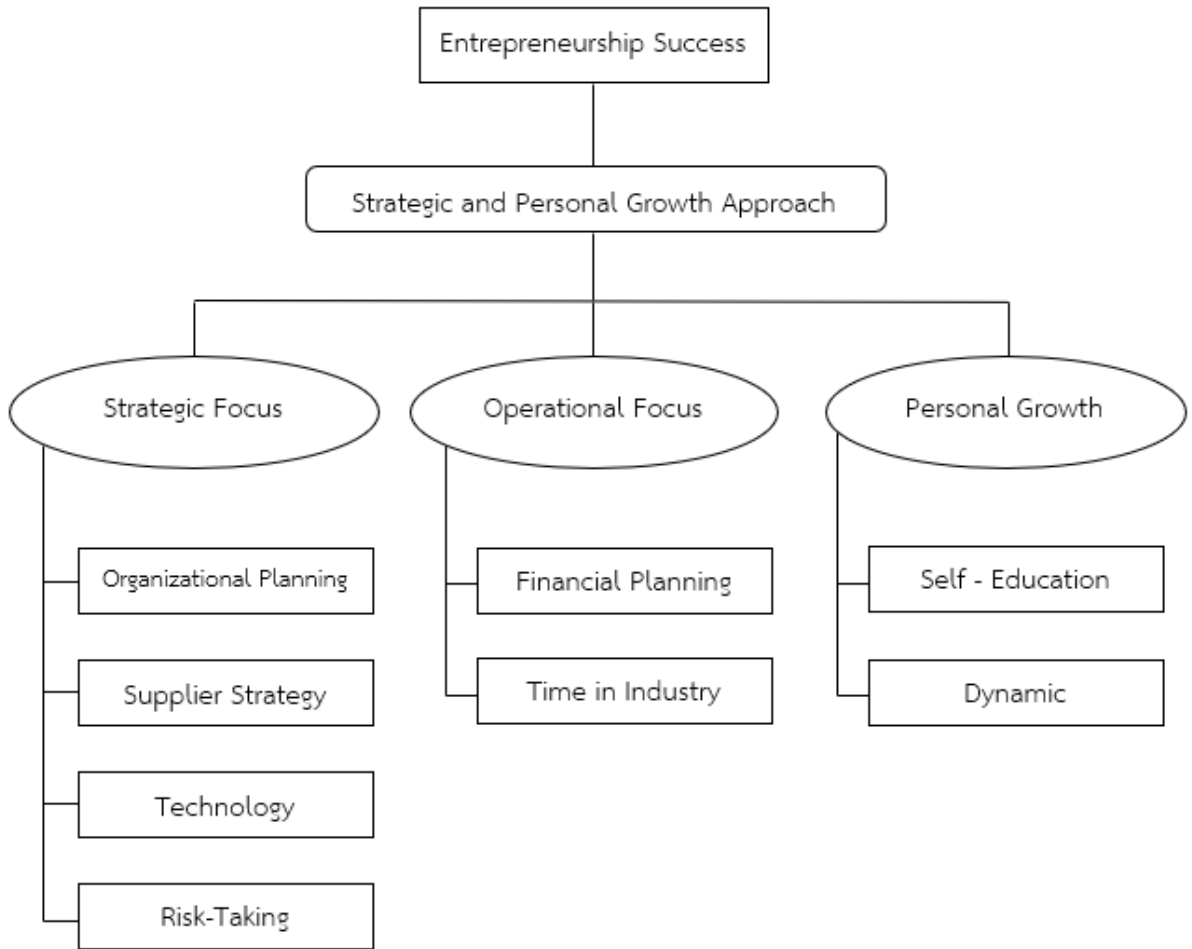 Entrepreneurship Success
Strategic and Personal Growth Approach
Strategic Focus
Operational Focus
Personal Growth
Organizational Planning
Supplier Strategy
Technology
Risk-Taking
Financial Planning
Time in Industry
Self - Education
Dynamic